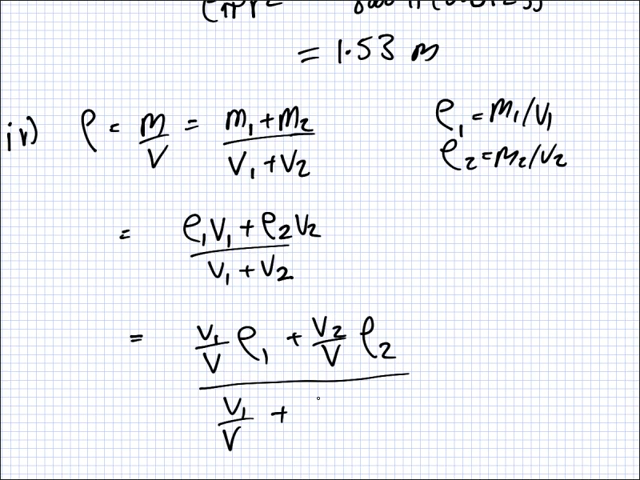 = 1.53 m
iv) ρ = m/V = (m₁ + m₂)/(V₁ + V₂)
ρ₁ = m₁/V₁
ρ₂ = m₂/V₂
= (ρ₁V₁ + ρ₂V₂)/(V₁ + V₂)
= (V₁/V ρ₁ + V₂/V ρ₂)/(V₁/V +